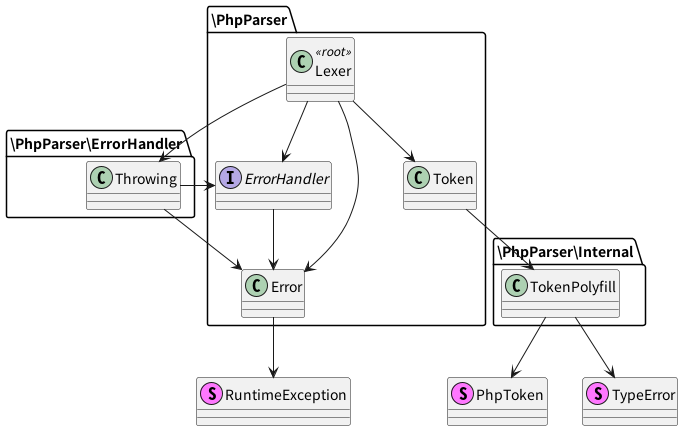 \PhpParser
C «root»
Lexer
\PhpParser\ErrorHandler
C Throwing
I ErrorHandler
C Token
\PhpParser\Internal
C Error
C TokenPolyfill
S RuntimeException
S PhpToken
S TypeError